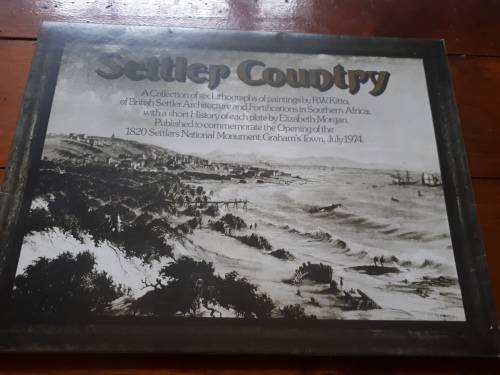 Settler Country
A Collection of six Lithographs of paintings by R.W. Kitto,
of British Settler Architecture and Fortifications in Southern Africa,
with a short History of each plate by Elizabeth Morgan.
Published to commemorate the Opening of the
1820 Settlers National Monument, Graham's Town, July 1974.